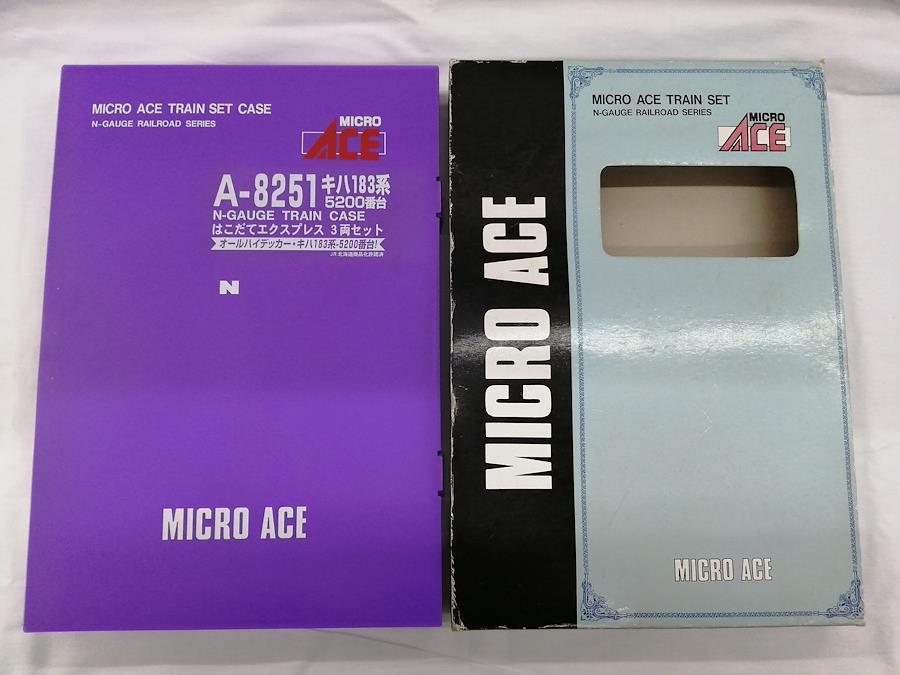 MICRO ACE TRAIN SET CASE
N-GAUGE RAILROAD SERIES
MICRO
ACE
A-8251 キハ183系
5200番台
N-GAUGE TRAIN CASE
はこだてエクスプレス 3両セット
オールハイデッカー・キハ183系-5200番台!
JR北海道商品化許諾済
N
MICRO ACE
MICRO ACE
MICRO ACE TRAIN SET
N-GAUGE RAILROAD SERIES
MICRO
ACE
MICRO ACE